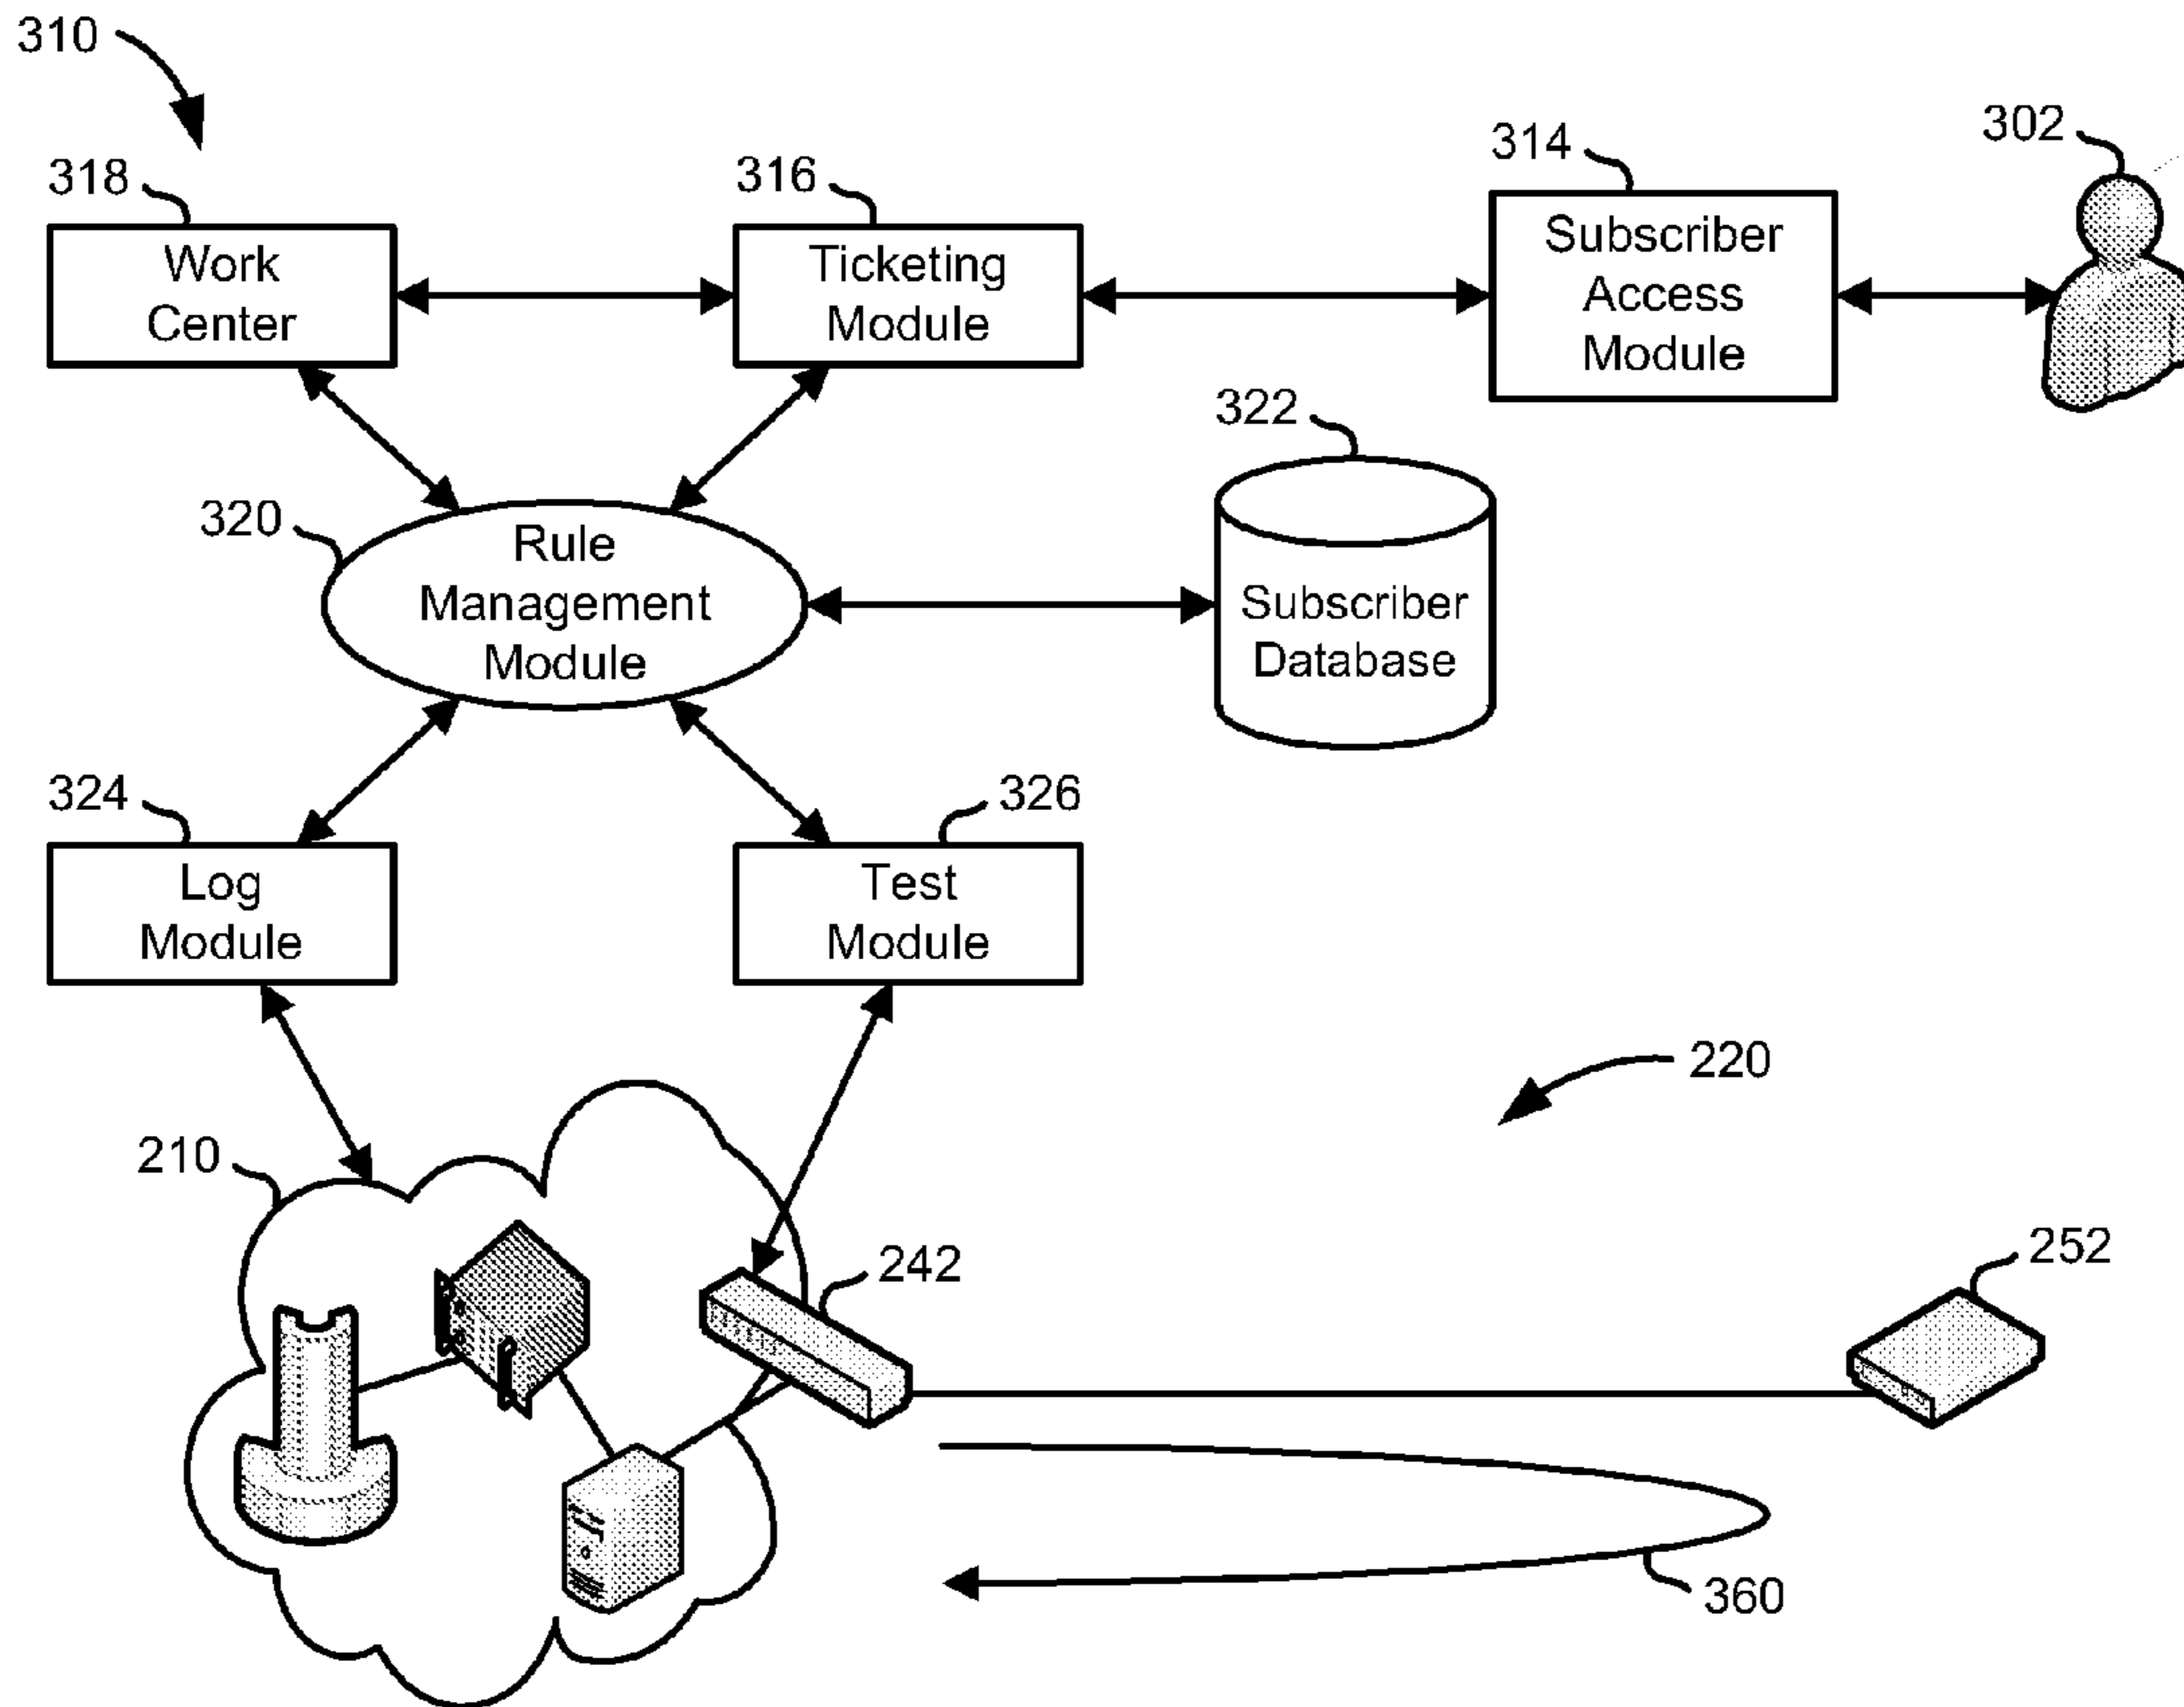 310
302
314
318
316
Subscriber
Access
Module
Work
Center
Ticketing
Module
322
320
Rule
Management
Module
Subscriber
Database
324
326
Log
Module
Test
Module
220
210
242
252
360